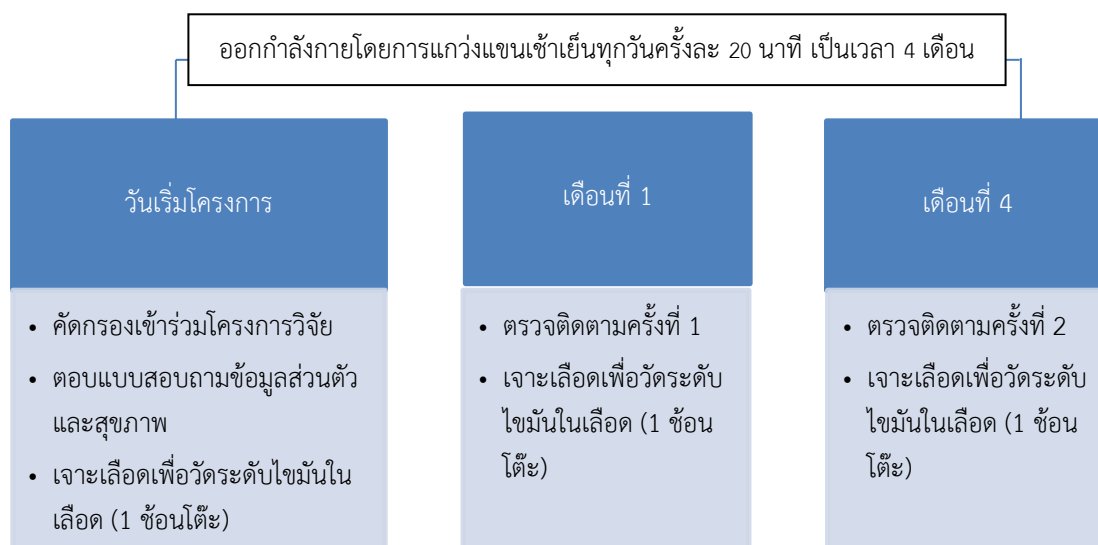 ออกกำลังกายโดยการแกว่งแขนเช้าเย็นทุกวันครั้งละ 20 นาที เป็นเวลา 4 เดือน
วันเริ่มโครงการ
• คัดกรองเข้าร่วมโครงการวิจัย
• ตอบแบบสอบถามข้อมูลส่วนตัว
และสุขภาพ
• เจาะเลือดเพื่อวัดระดับไขมันใน
เลือด (1 ช้อนโต๊ะ)
เดือนที่ 1
• ตรวจติดตามครั้งที่ 1
• เจาะเลือดเพื่อวัดระดับ
ไขมันในเลือด (1 ช้อน
โต๊ะ)
เดือนที่ 4
• ตรวจติดตามครั้งที่ 2
• เจาะเลือดเพื่อวัดระดับ
ไขมันในเลือด (1 ช้อน
โต๊ะ)